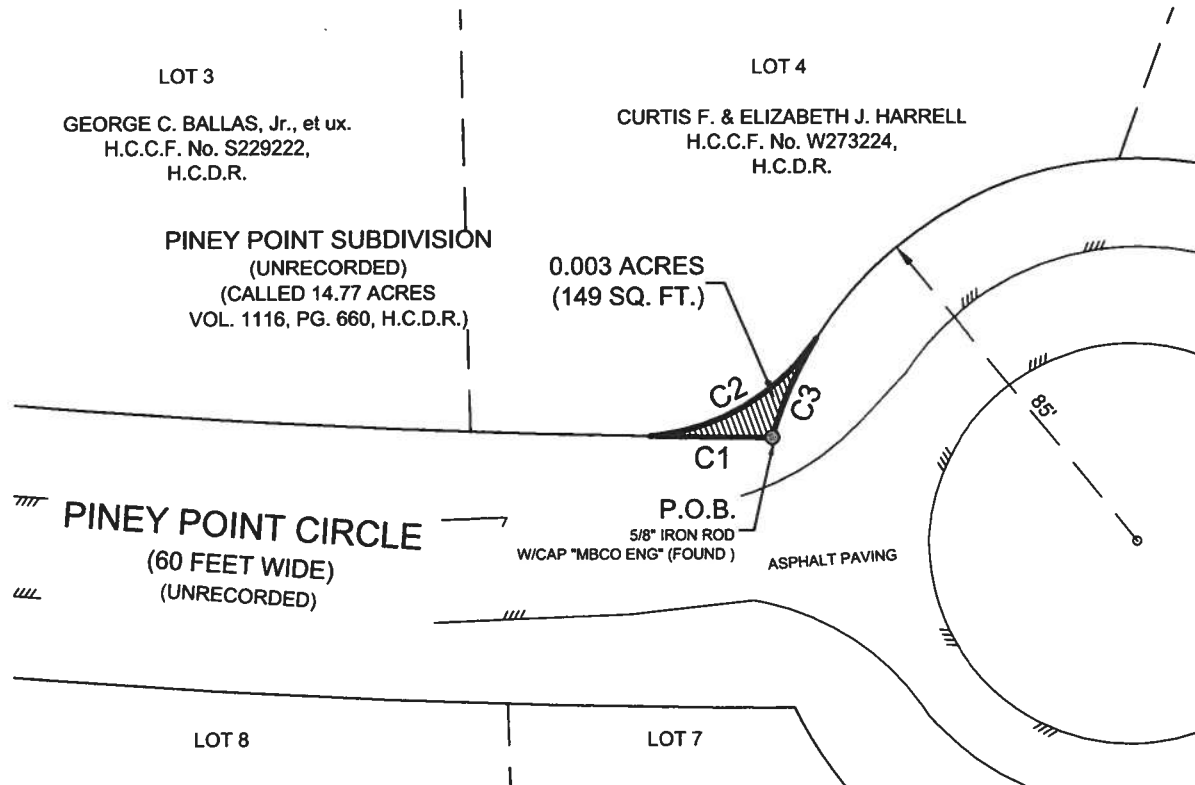 LOT 3
GEORGE C. BALLAS, Jr., et ux.
H.C.C.F. No. S229222,
H.C.D.R.
LOT 4
CURTIS F. & ELIZABETH J. HARRELL
H.C.C.F. No. W273224,
H.C.D.R.
PINEY POINT SUBDIVISION
(UNRECORDED)
(CALLED 14.77 ACRES
VOL. 1116, PG. 660, H.C.D.R.)
0.003 ACRES
(149 SQ. FT.)
C2
C3
C1
85'
P.O.B.
5/8" IRON ROD
W/CAP "MBCO ENG" (FOUND )
ASPHALT PAVING
PINEY POINT CIRCLE
(60 FEET WIDE)
(UNRECORDED)
LOT 8
LOT 7